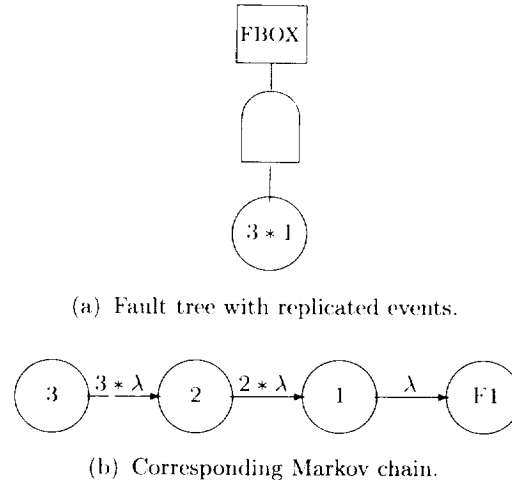 FBOX
3 * 1
(a) Fault tree with replicated events.
3 3 * λ 2 2 * λ 1 λ F1
(b) Corresponding Markov chain.